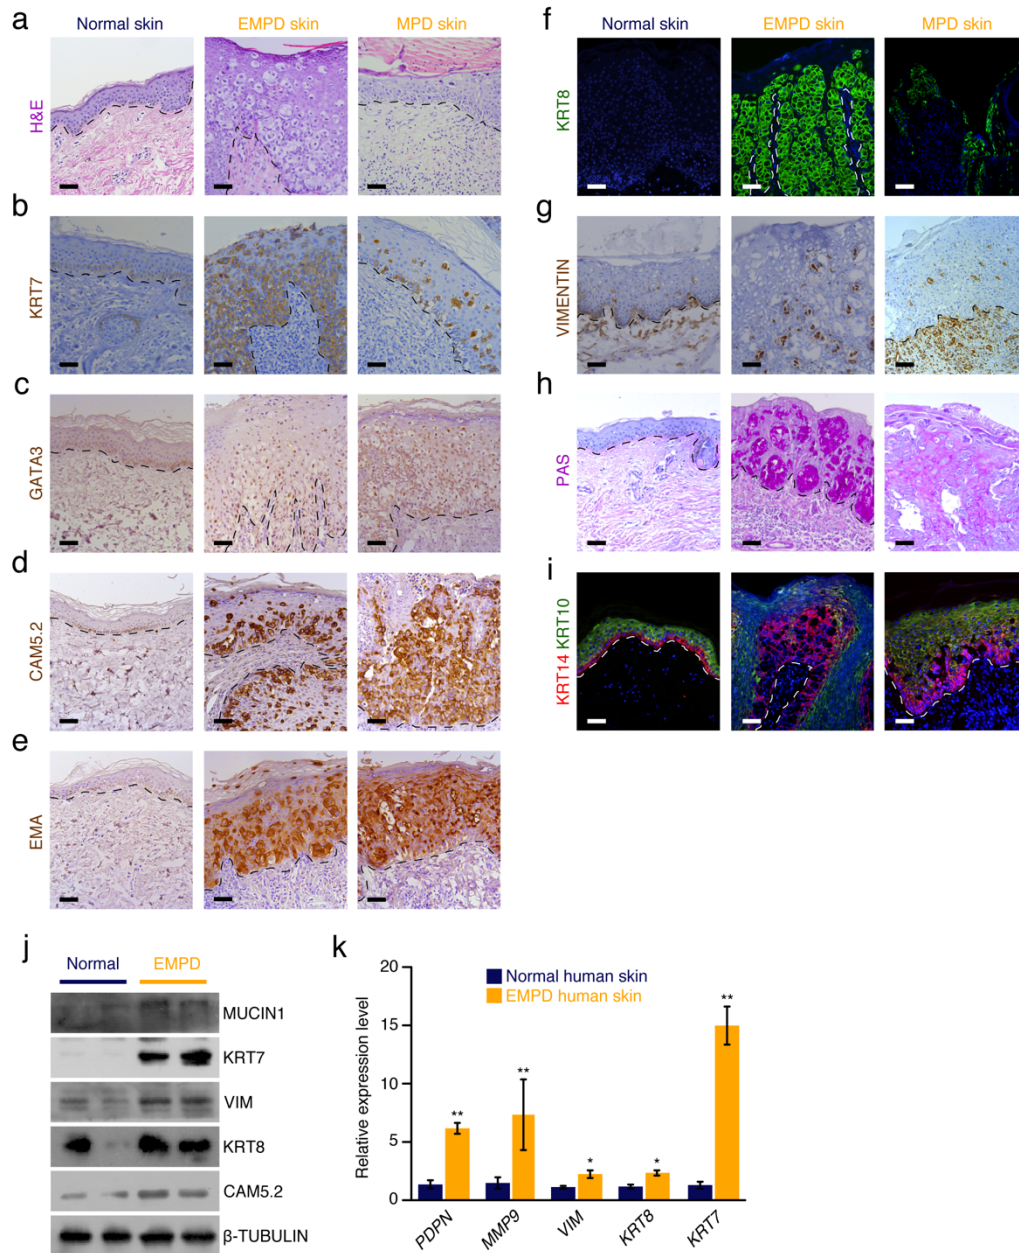 a
Normal skin
EMPD skin
MPD skin
H&E
b
KRT7
c
GATA3
d
CAM5.2
e
EMA
f
Normal skin
EMPD skin
MPD skin
KRT8
g
VIMENTIN
h
PAS
i
KRT14 KRT10
j
Normal
EMPD
MUCIN1
KRT7
VIM
KRT8
CAM5.2
β-TUBULIN
k
Normal human skin
EMPD human skin
Relative expression level
20
15
10
5
0
**
**
*
*
**
PDPN
MMP9
VIM
KRT8
KRT7